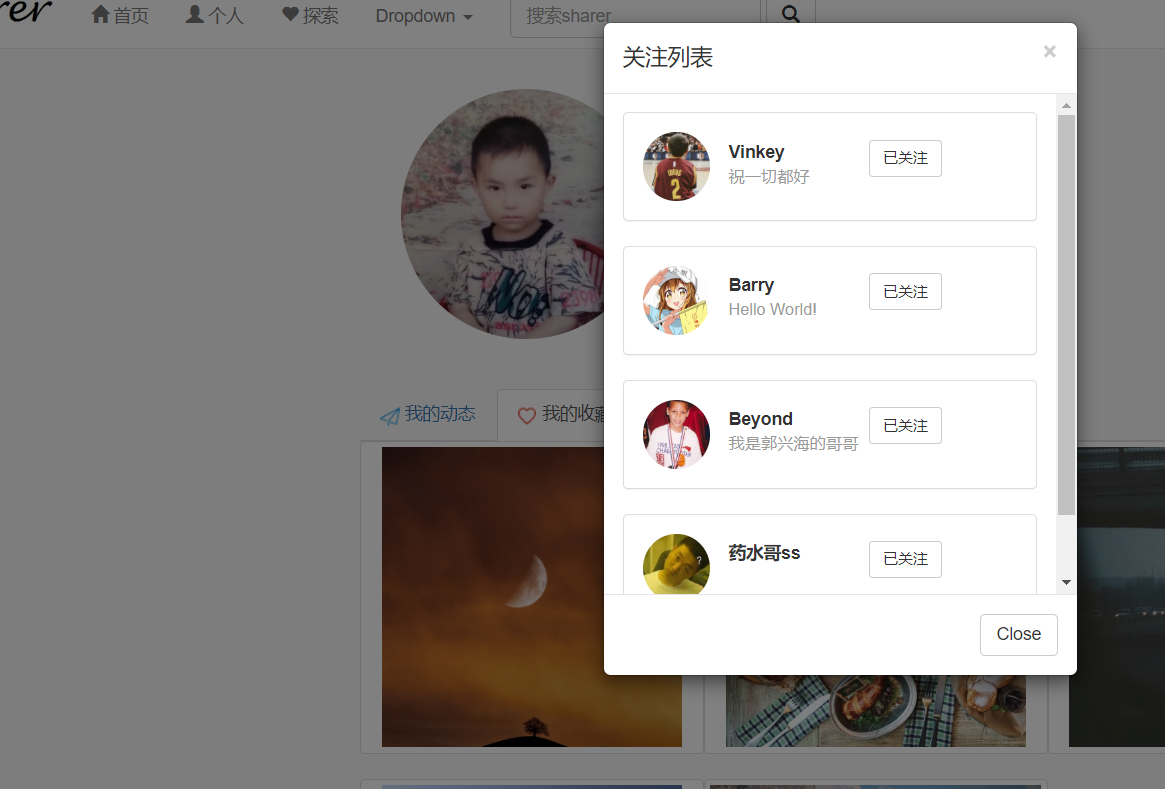 rer
首页 个人 探索 Dropdown 搜索sharer
关注列表 ×
Vinkey
祝一切都好
已关注
Barry
Hello World!
已关注
Beyond
我是郭兴海的哥哥
已关注
药水哥ss
已关注
Close
我的动态 我的收藏
2